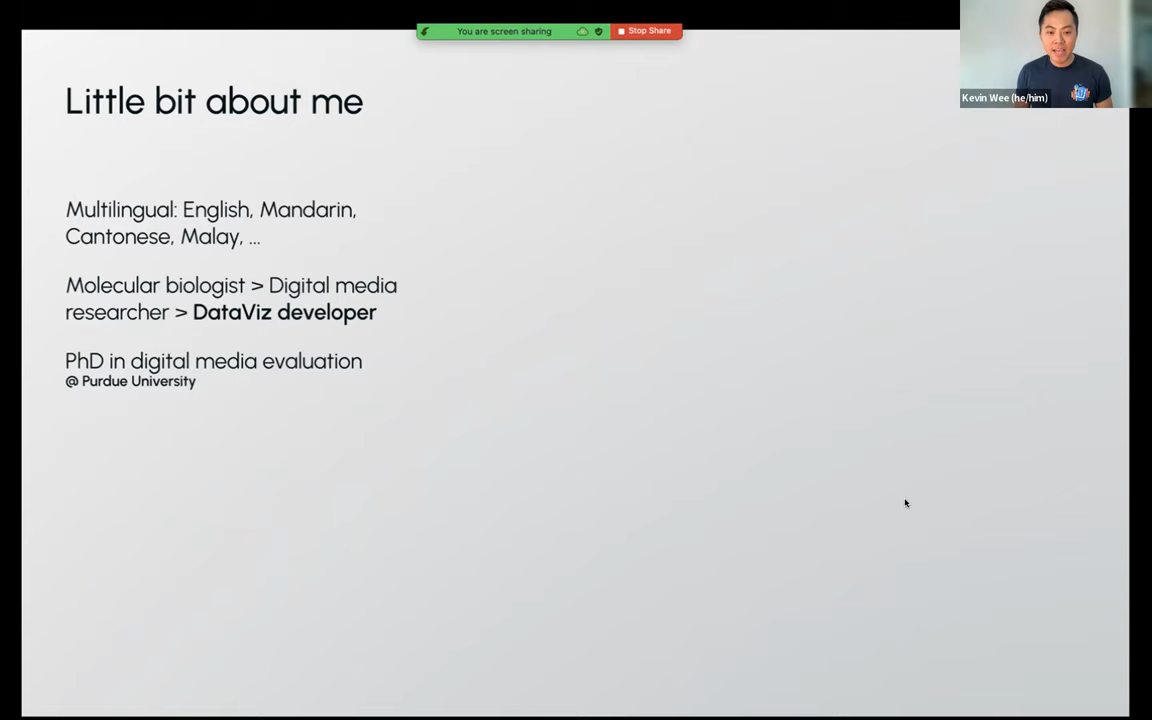 You are screen sharing
Stop Share
Kevin Wee (he/him)
Little bit about me
Multilingual: English, Mandarin,
Cantonese, Malay, ...
Molecular biologist > Digital media
researcher > DataViz developer
PhD in digital media evaluation
@ Purdue University